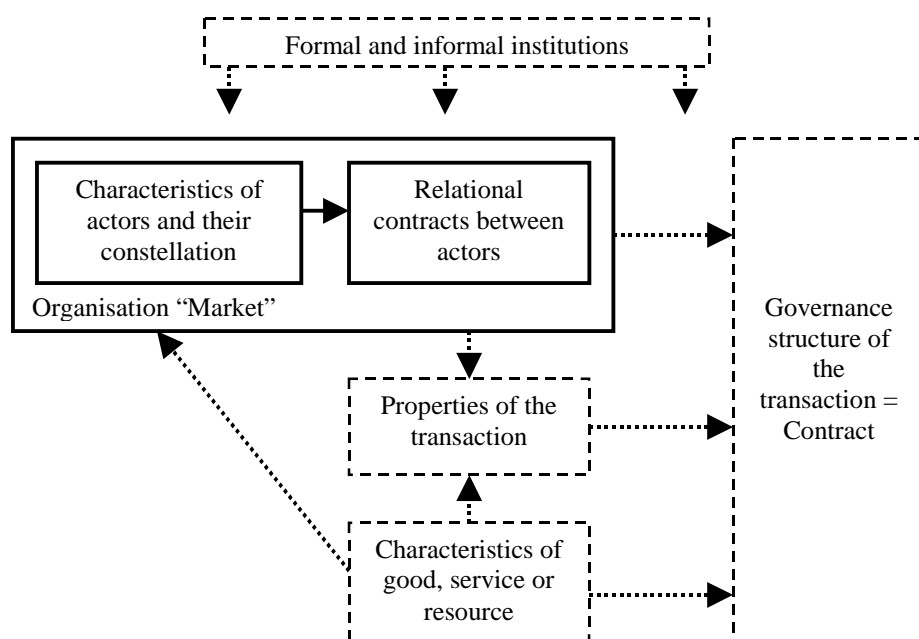 Formal and informal institutions
Characteristics of
actors and their
constellation
Relational
contracts between
actors
Organisation “Market”
Governance
structure of
the
transaction =
Contract
Properties of the
transaction
Characteristics of
good, service or
resource